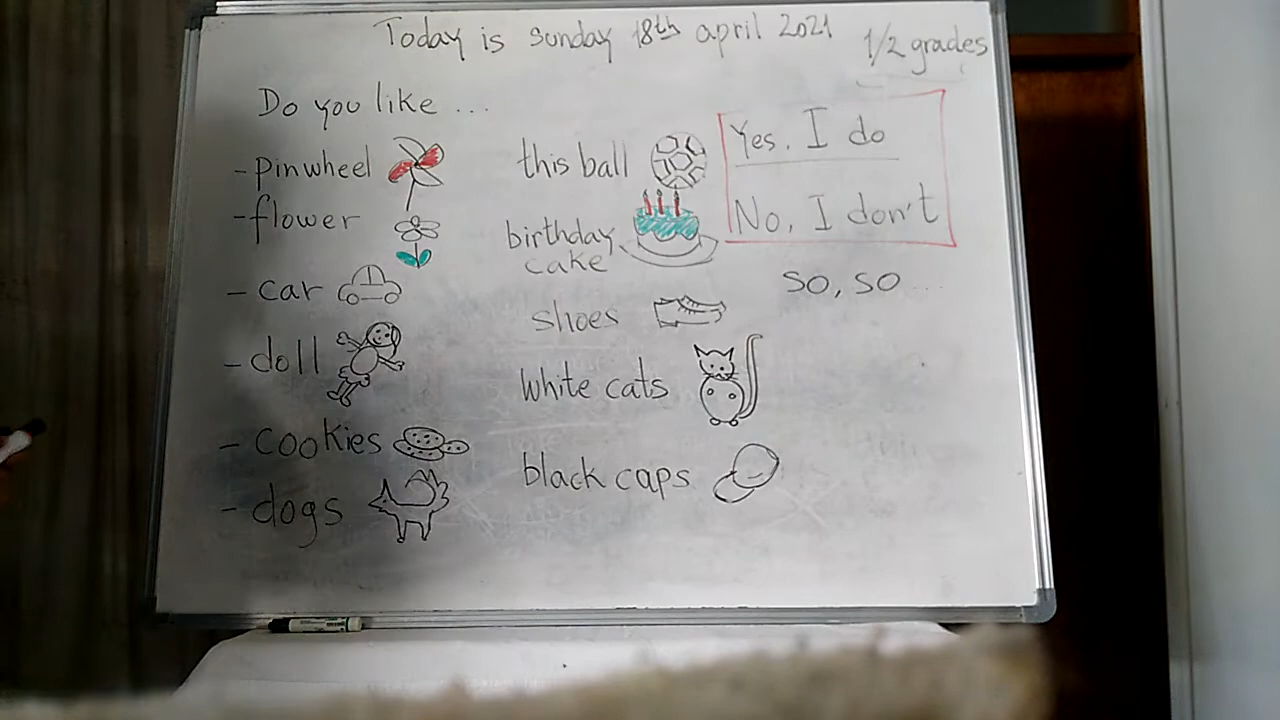 Today is Sunday 18th april 2021
1/2 grades
Do you like ...
- pinwheel
- flower
- car
- doll
- cookies
- dogs
this ball
birthday
cake
shoes
white cats
black caps
Yes, I do
No, I don't
so, so ...